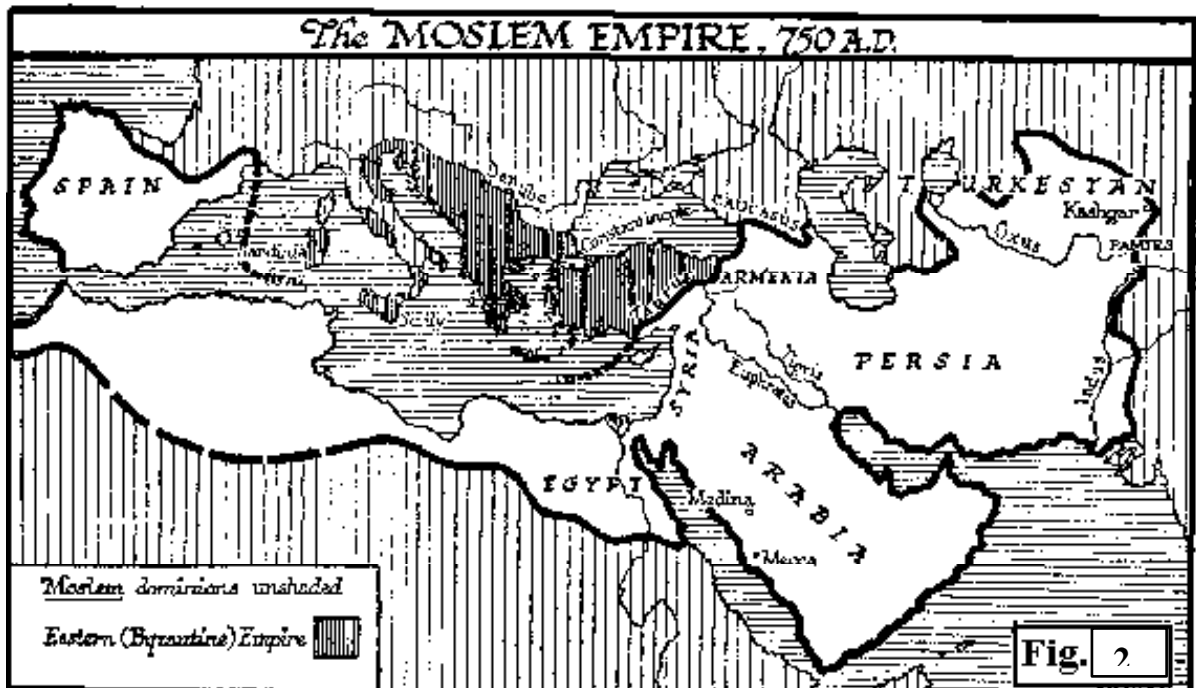 The MOSLEM EMPIRE, 750 A.D.
SPAIN
Danube
CAUCASUS
TURKESTAN
Kashgar
Constantinople
Oxus
PAMIRS
Sardinia
ARMENIA
Sicily
SYRIA
Tigris
Euphrates
PERSIA
Indus
ARABIA
EGYPT
Medina
Mecca
Moslem dominions unshaded
Eastern (Byzantine) Empire
Fig. 2